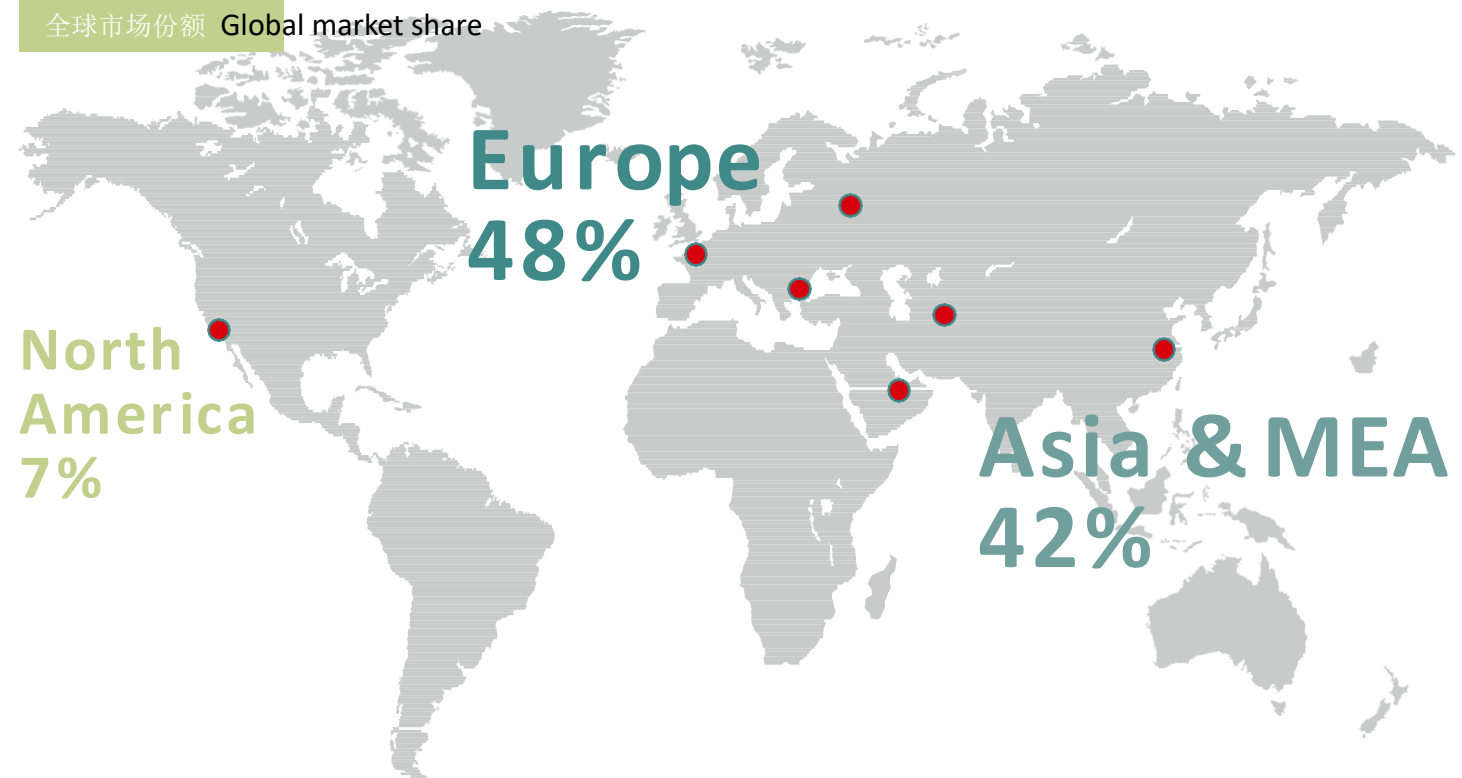 全球市场份额 Global market share
Europe
48%
North
America
7%
Asia & MEA
42%